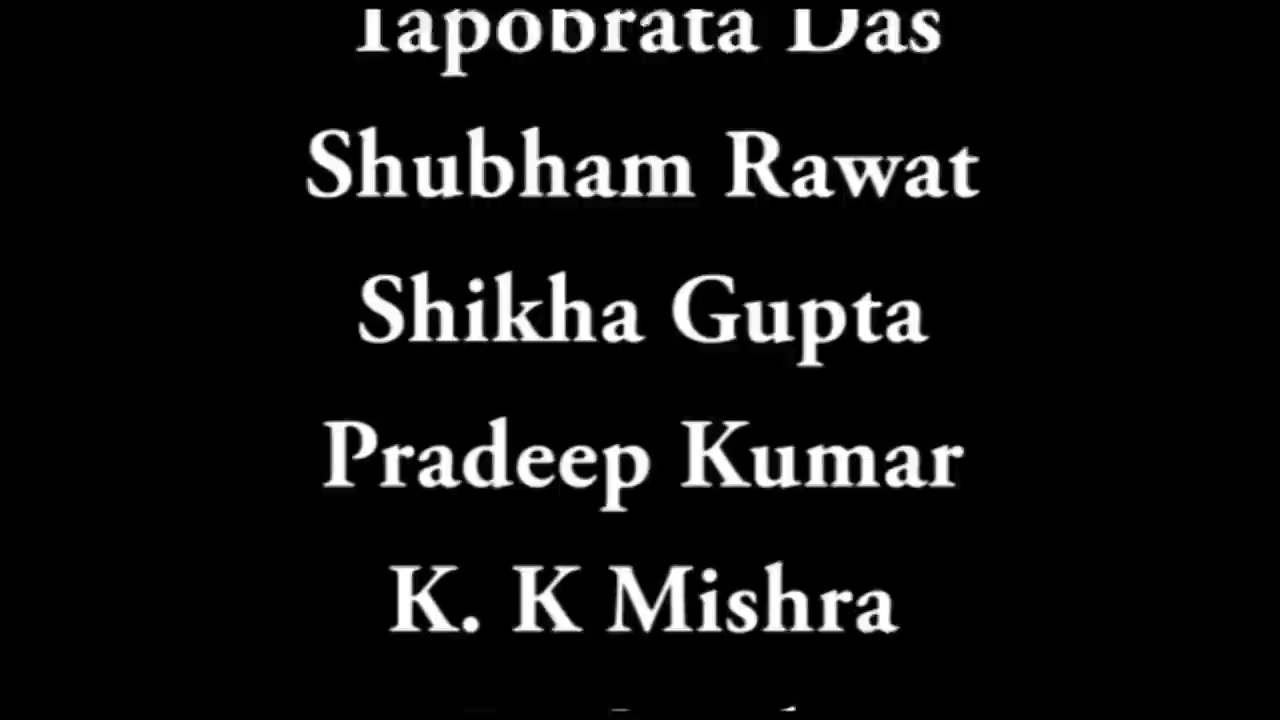 Tapobrata Das
Shubham Rawat
Shikha Gupta
Pradeep Kumar
K. K Mishra